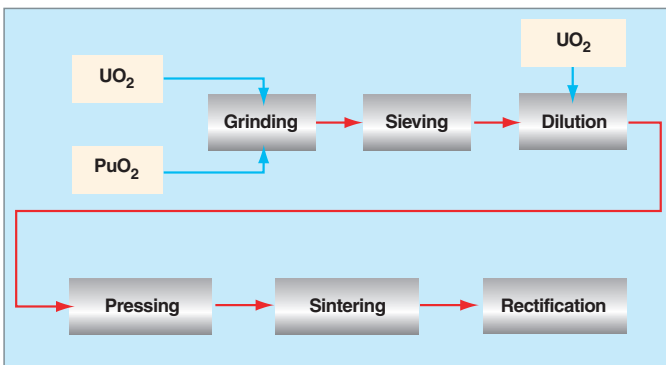 UO₂
UO₂
Grinding
Sieving
Dilution
PuO₂
Pressing
Sintering
Rectification